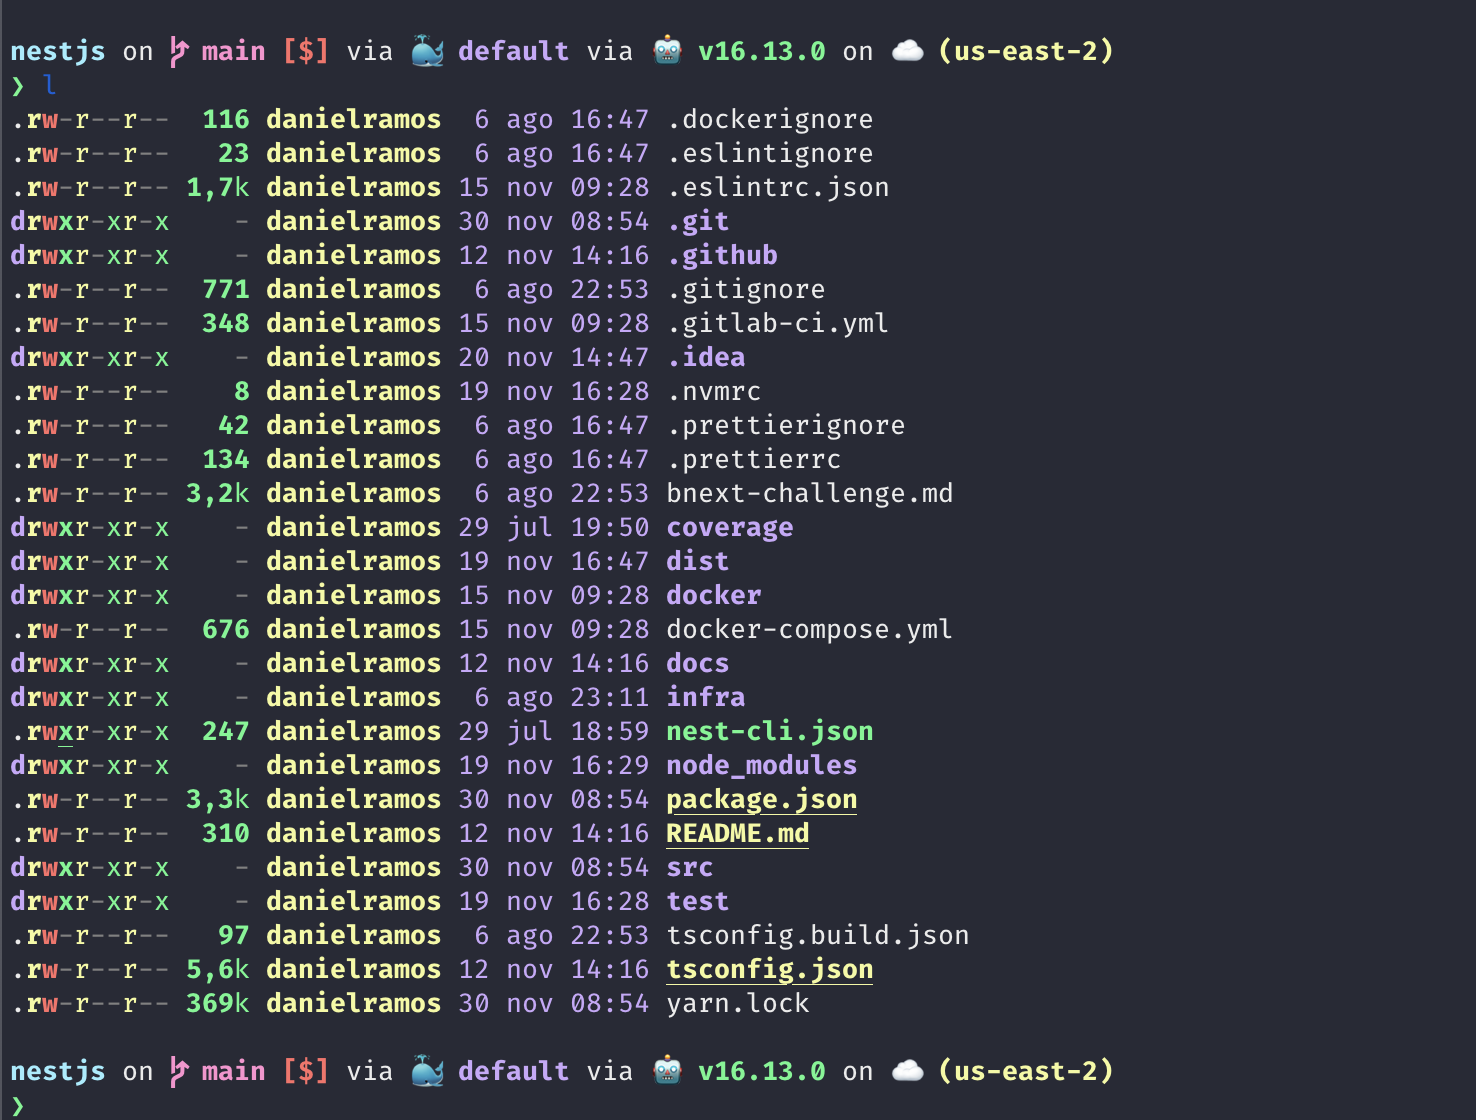 nestjs on main [$] via 🐳 default via 🤖 v16.13.0 on ☁️ (us-east-2)
❯ l
.rw-r--r-- 116 danielramos 6 ago 16:47 .dockerignore
.rw-r--r-- 23 danielramos 6 ago 16:47 .eslintignore
.rw-r--r-- 1,7k danielramos 15 nov 09:28 .eslintrc.json
drwxr-xr-x - danielramos 30 nov 08:54 .git
drwxr-xr-x - danielramos 12 nov 14:16 .github
.rw-r--r-- 771 danielramos 6 ago 22:53 .gitignore
.rw-r--r-- 348 danielramos 15 nov 09:28 .gitlab-ci.yml
drwxr-xr-x - danielramos 20 nov 14:47 .idea
.rw-r--r-- 8 danielramos 19 nov 16:28 .nvmrc
.rw-r--r-- 42 danielramos 6 ago 16:47 .prettierignore
.rw-r--r-- 134 danielramos 6 ago 16:47 .prettierrc
.rw-r--r-- 3,2k danielramos 6 ago 22:53 bnext-challenge.md
drwxr-xr-x - danielramos 29 jul 19:50 coverage
drwxr-xr-x - danielramos 19 nov 16:47 dist
drwxr-xr-x - danielramos 15 nov 09:28 docker
.rw-r--r-- 676 danielramos 15 nov 09:28 docker-compose.yml
drwxr-xr-x - danielramos 12 nov 14:16 docs
drwxr-xr-x - danielramos 6 ago 23:11 infra
.rwxr-xr-x 247 danielramos 29 jul 18:59 nest-cli.json
drwxr-xr-x - danielramos 19 nov 16:29 node_modules
.rw-r--r-- 3,3k danielramos 30 nov 08:54 package.json
.rw-r--r-- 310 danielramos 12 nov 14:16 README.md
drwxr-xr-x - danielramos 30 nov 08:54 src
drwxr-xr-x - danielramos 19 nov 16:28 test
.rw-r--r-- 97 danielramos 6 ago 22:53 tsconfig.build.json
.rw-r--r-- 5,6k danielramos 12 nov 14:16 tsconfig.json
.rw-r--r-- 369k danielramos 30 nov 08:54 yarn.lock
nestjs on main [$] via 🐳 default via 🤖 v16.13.0 on ☁️ (us-east-2)
❯